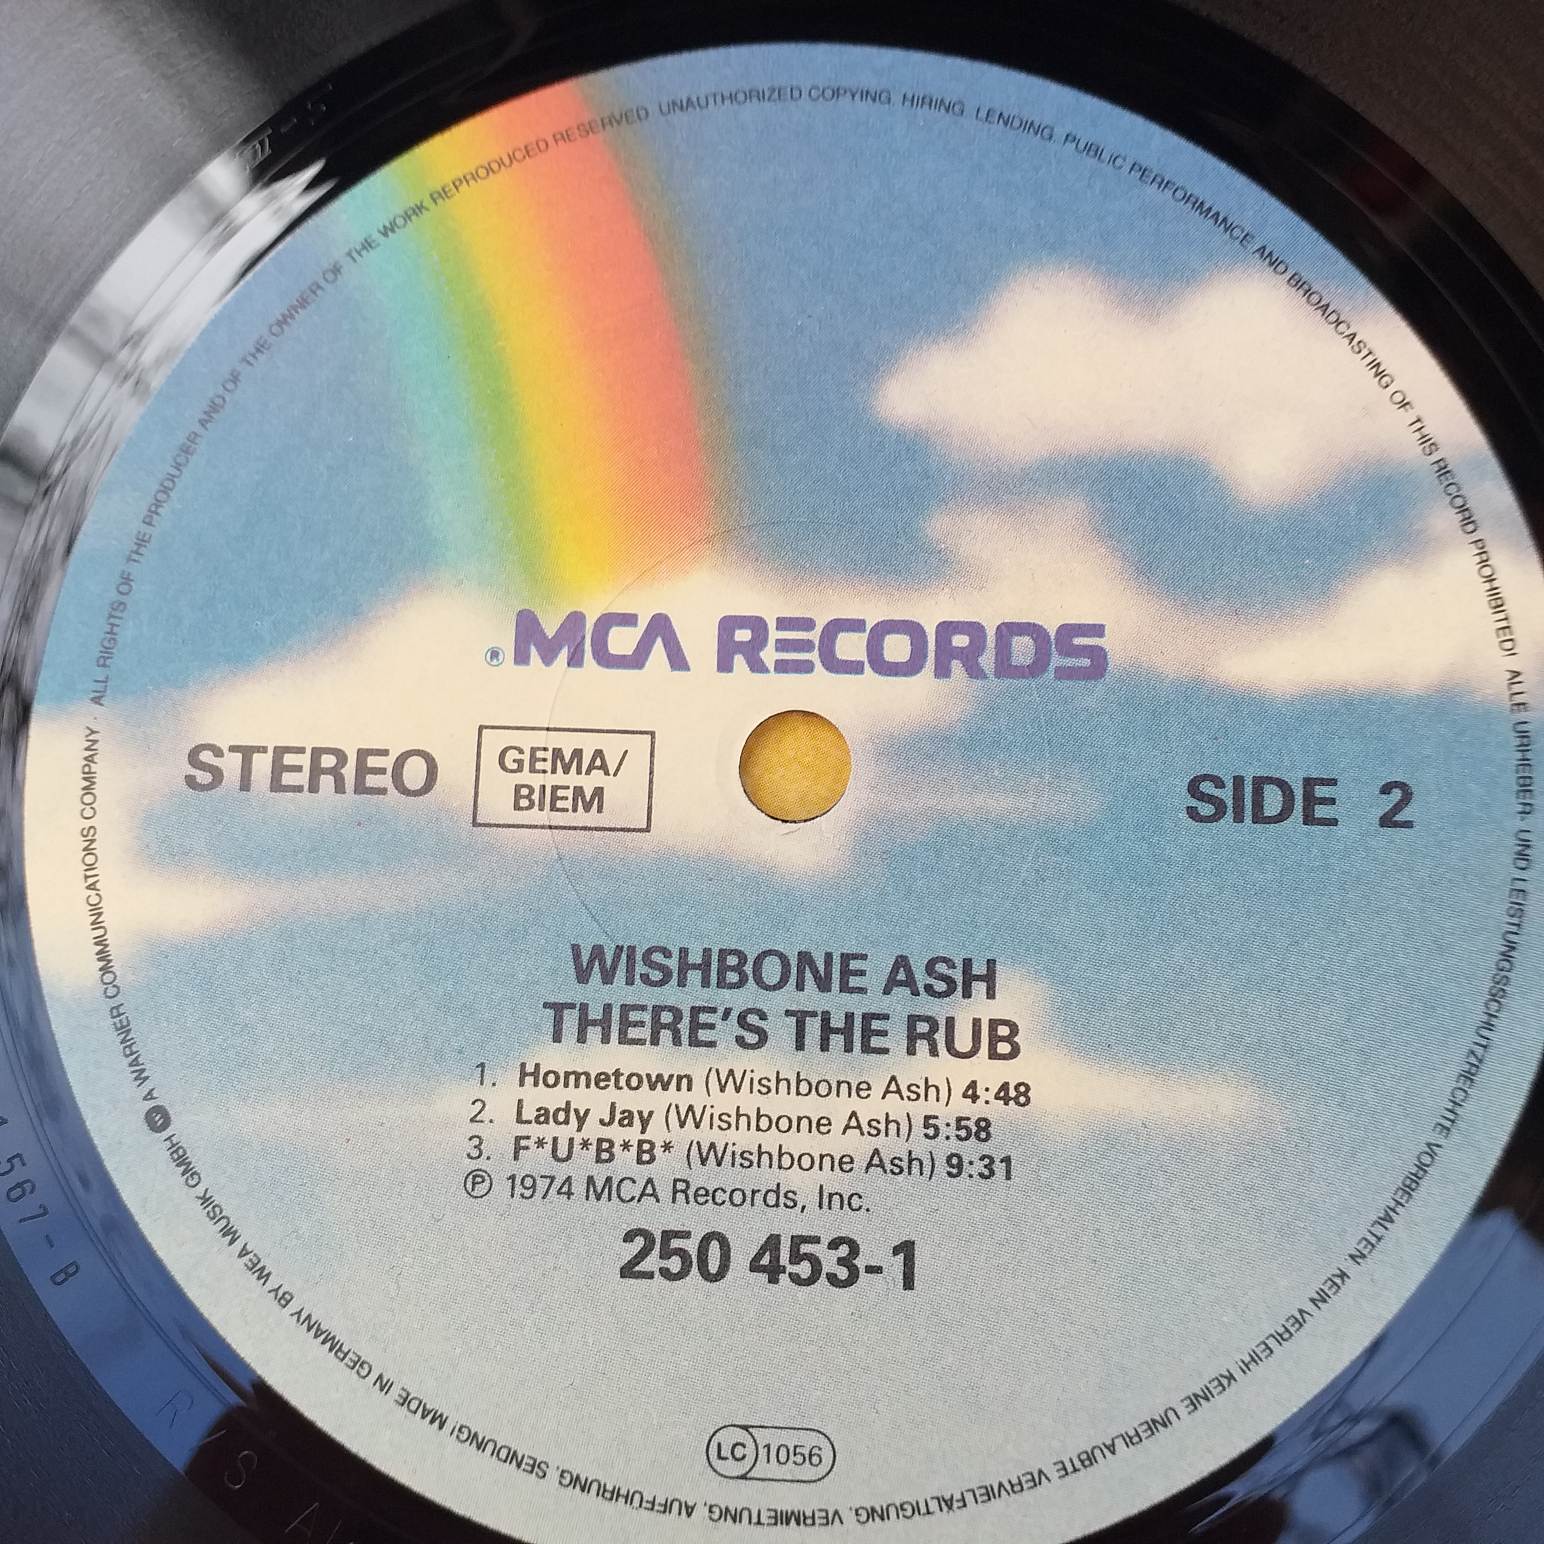 ® MCA RECORDS
STEREO
GEMA/
BIEM
SIDE 2
WISHBONE ASH
THERE'S THE RUB
1. Hometown (Wishbone Ash) 4:48
2. Lady Jay (Wishbone Ash) 5:58
3. F*U*B*B* (Wishbone Ash) 9:31
℗ 1974 MCA Records, Inc.
250 453-1
LC 1056
ALL RIGHTS OF THE PRODUCER AND OF THE OWNER OF THE WORK REPRODUCED RESERVED. UNAUTHORIZED COPYING, HIRING, LENDING, PUBLIC PERFORMANCE AND BROADCASTING OF THIS RECORD PROHIBITED! ALLE URHEBER- UND LEISTUNGSSCHUTZRECHTE VORBEHALTEN. KEIN VERLEIH! KEINE UNERLAUBTE VERVIELFÄLTIGUNG, VERMIETUNG, AUFFÜHRUNG, SENDUNG! MADE IN GERMANY BY WEA MUSIK GMBH W A WARNER COMMUNICATIONS COMPANY ·
567-B